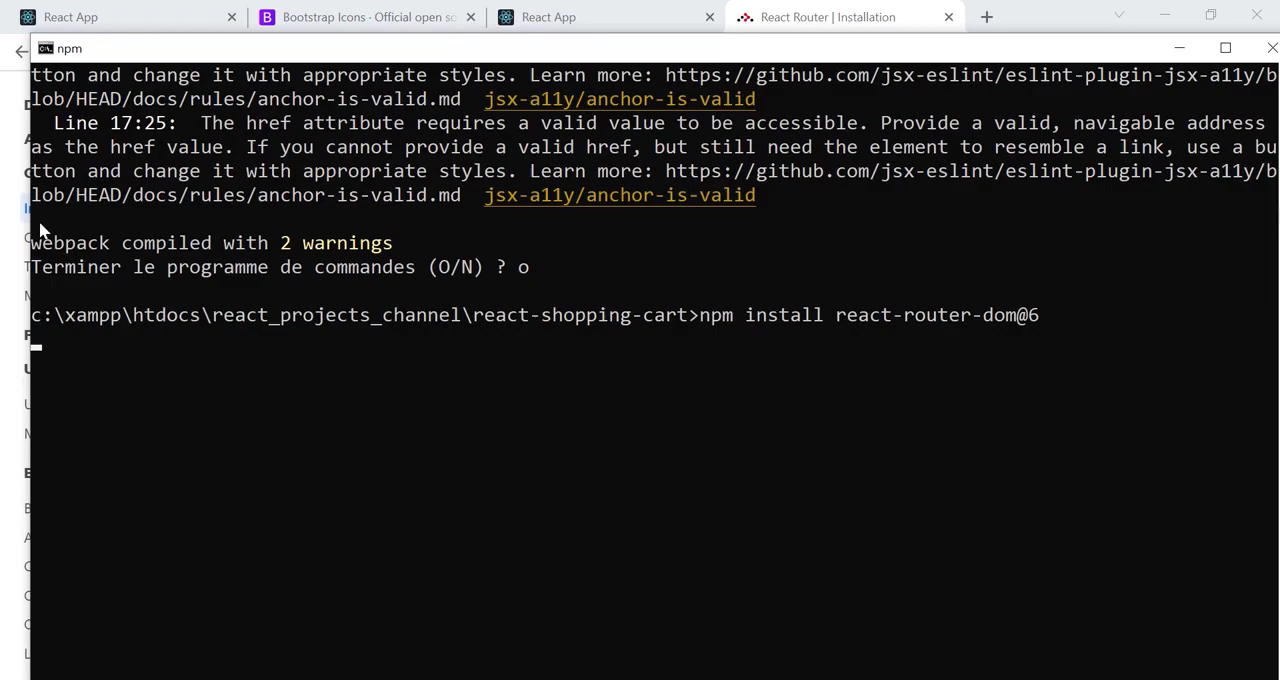 React App
Bootstrap Icons · Official open so
React App
React Router | Installation
npm
tton and change it with appropriate styles. Learn more: https://github.com/jsx-eslint/eslint-plugin-jsx-a11y/b
lob/HEAD/docs/rules/anchor-is-valid.md  jsx-a11y/anchor-is-valid
Line 17:25:  The href attribute requires a valid value to be accessible. Provide a valid, navigable address
as the href value. If you cannot provide a valid href, but still need the element to resemble a link, use a bu
tton and change it with appropriate styles. Learn more: https://github.com/jsx-eslint/eslint-plugin-jsx-a11y/b
lob/HEAD/docs/rules/anchor-is-valid.md  jsx-a11y/anchor-is-valid
webpack compiled with 2 warnings
Terminer le programme de commandes (O/N) ? o
c:\xampp\htdocs\react_projects_channel\react-shopping-cart>npm install react-router-dom@6